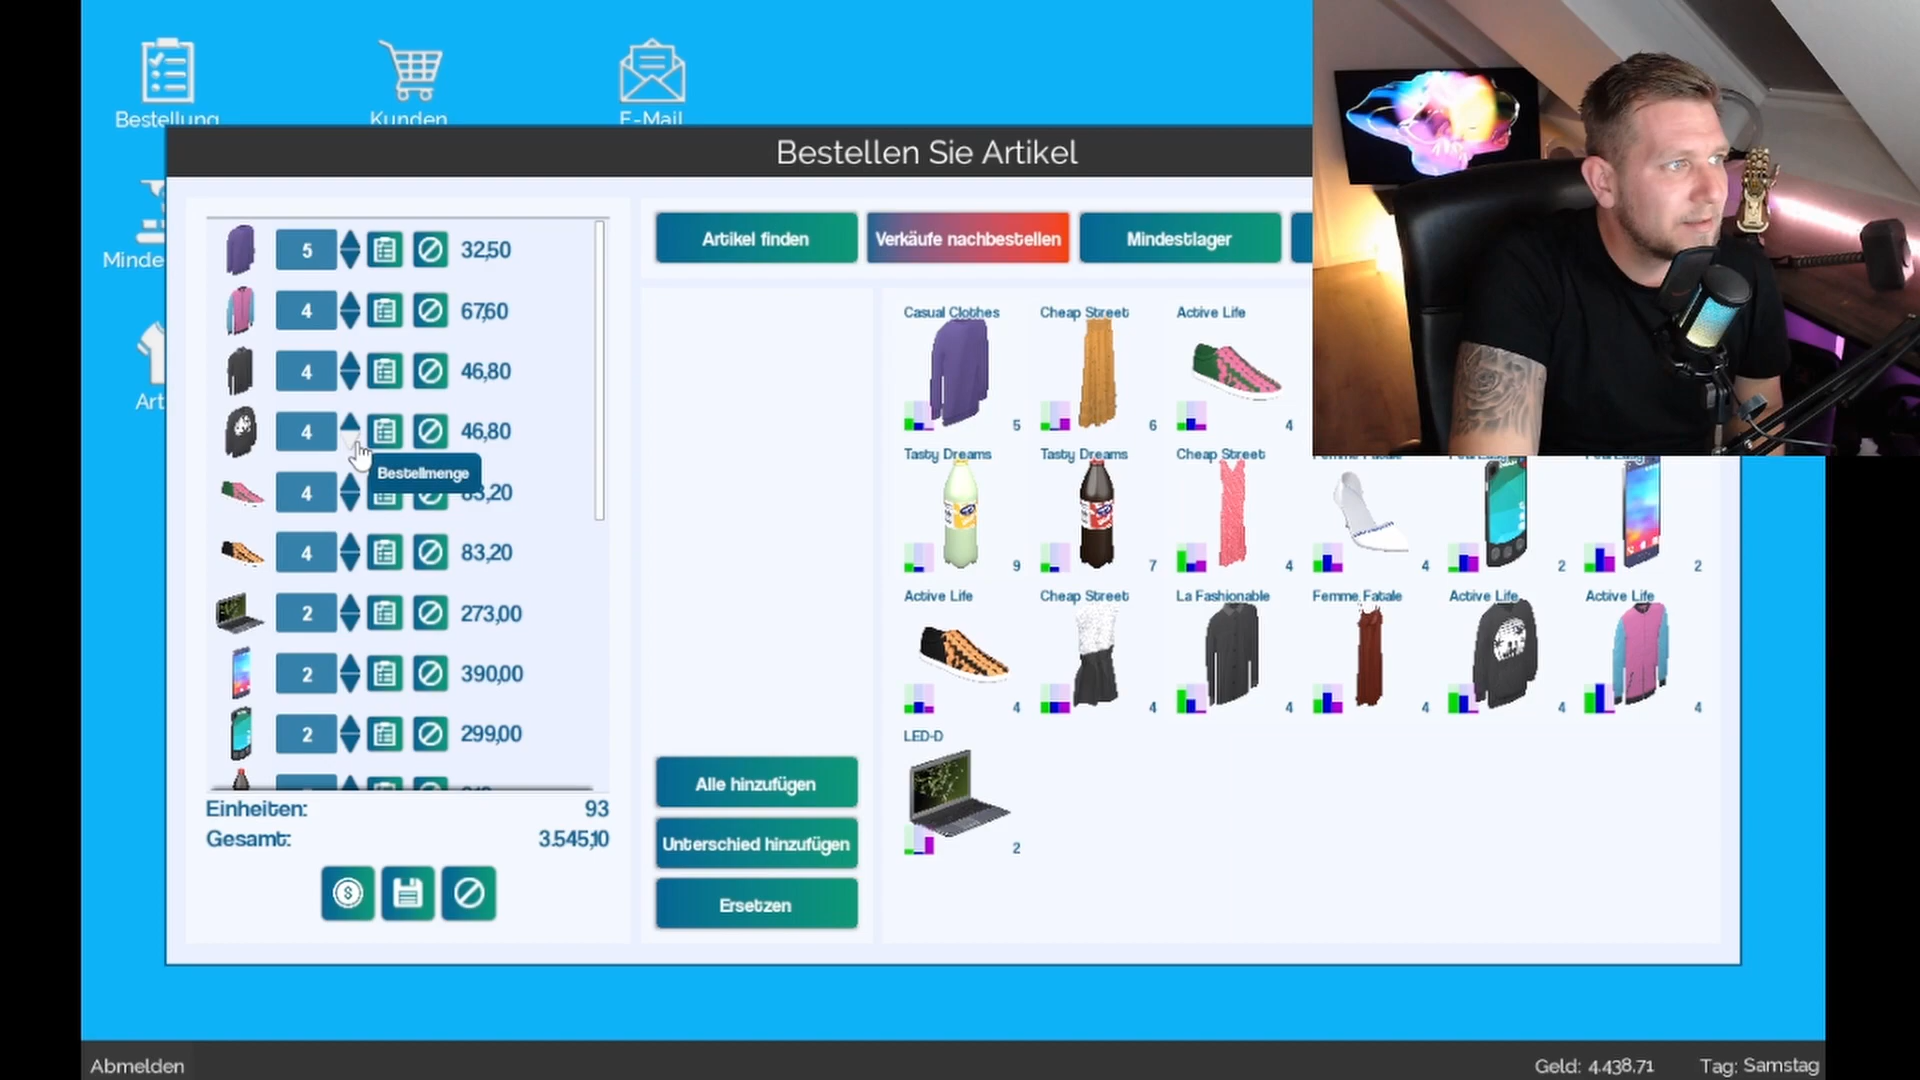 Bestellung
Kunden
E-Mail
Bestellen Sie Artikel
Minde
Art
5 32,50
4 67,60
4 46,80
4 46,80
Bestellmenge
4 83,20
4 83,20
2 273,00
2 390,00
2 299,00
Einheiten: 93
Gesamt: 3.545,10
Artikel finden
Verkäufe nachbestellen
Mindestlager
Alle hinzufügen
Unterschied hinzufügen
Ersetzen
Casual Clothes Cheap Street Active Life
5 6 4
Tasty Dreams Tasty Dreams Cheap Street Femme Fatale
9 7 4 4 2 2
Active Life Cheap Street La Fashionable Femme Fatale Active Life Active Life
4 4 4 4 4 4
LED-D
2
Abmelden
Geld: 4.438,71
Tag: Samstag